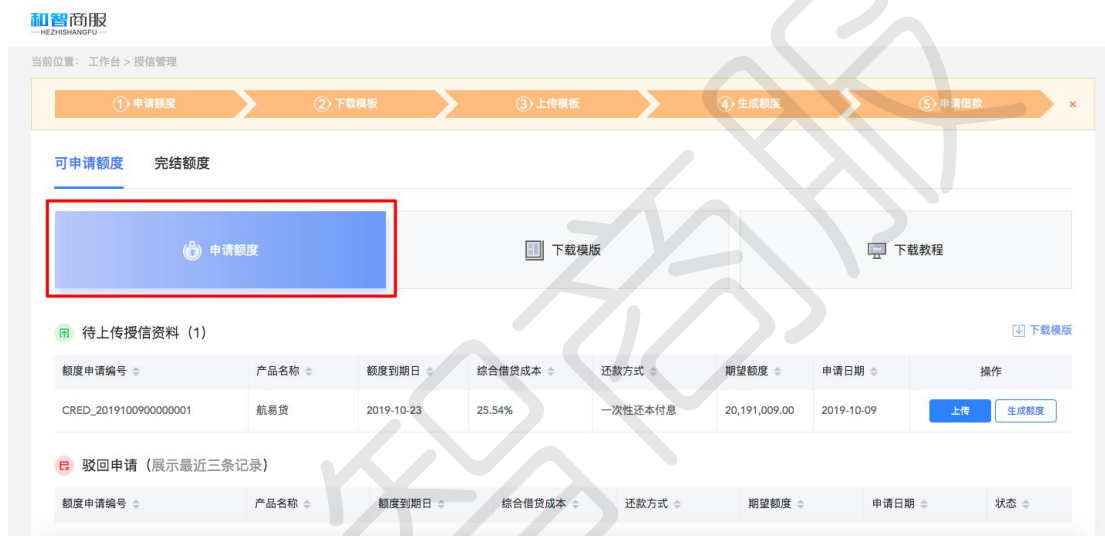 和智商服
HEZHISHANGFU
当前位置： 工作台 > 授信管理
① 申请额度 ② 下载模板 ③ 上传模板 ④ 生成额度 ⑤ 申请借款 ×
可申请额度 完结额度
申请额度 下载模版 下载教程
待上传授信资料（1） 下载模版
额度申请编号 产品名称 额度到期日 综合借贷成本 还款方式 期望额度 申请日期 操作
CRED_2019100900000001 航易贷 2019-10-23 25.54% 一次性还本付息 20,191,009.00 2019-10-09 上传 生成额度
驳回申请（展示最近三条记录）
额度申请编号 产品名称 额度到期日 综合借贷成本 还款方式 期望额度 申请日期 状态
智商服